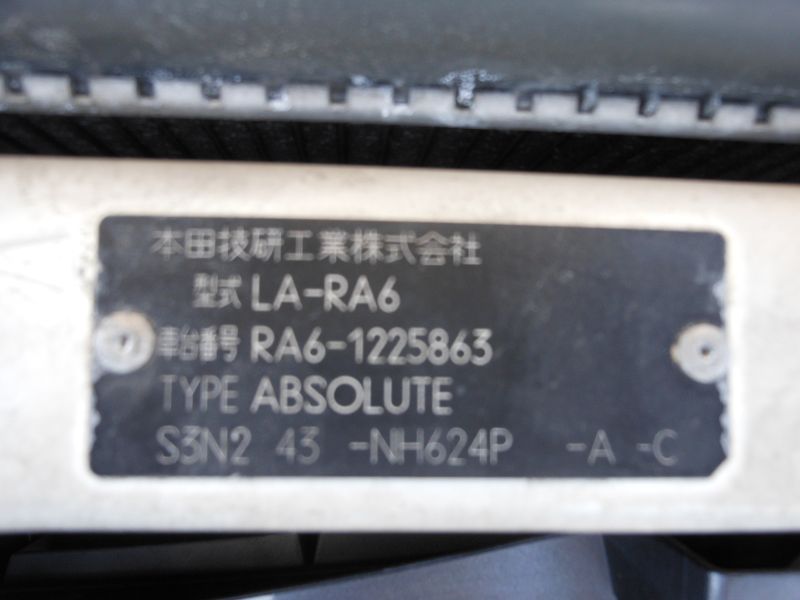 本田技研工業株式会社
型式 LA-RA6
車台番号 RA6-1225863
TYPE ABSOLUTE
S3N2 43 -NH624P -A -C